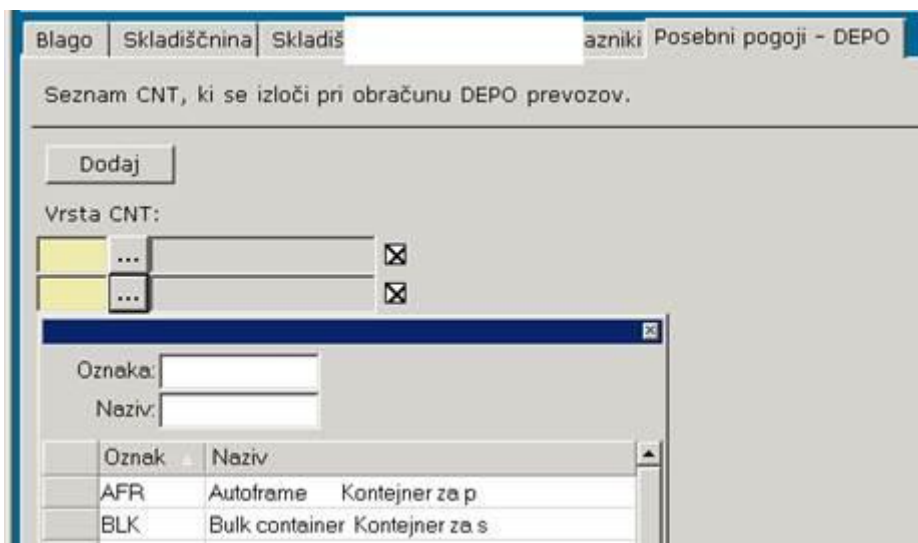 Blago Skladiščnina Skladiš azniki Posebni pogoji - DEPO
Seznam CNT, ki se izloči pri obračunu DEPO prevozov.
Dodaj
Vrsta CNT:
...
...
Oznaka:
Naziv:
Oznak Naziv
AFR Autoframe Kontejner za p
BLK Bulk container Kontejner za s